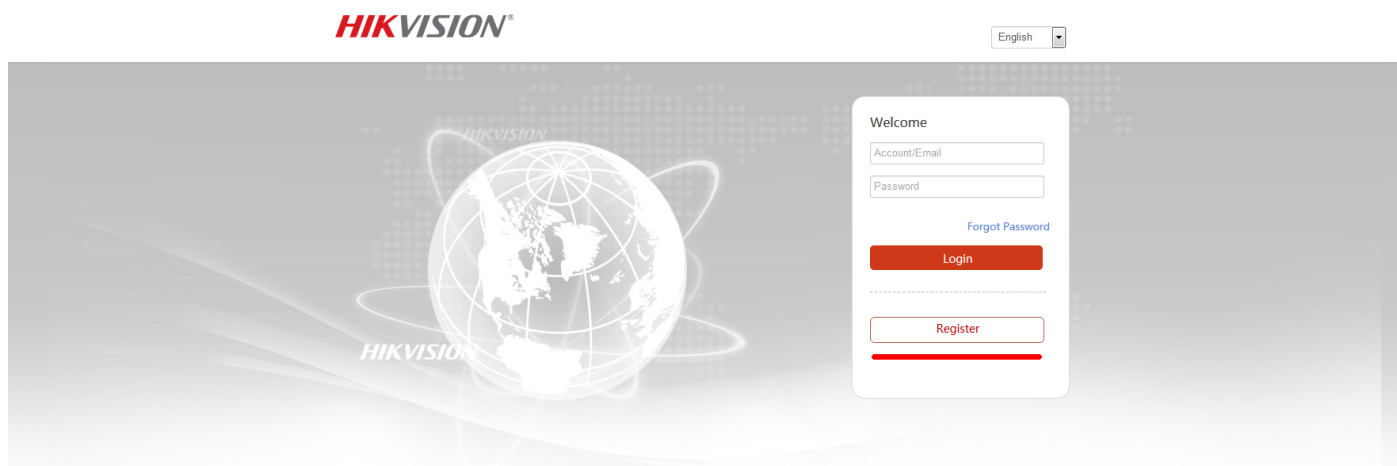 HIKVISION®
English
HIKVISION
Welcome
Account/Email
Password
Forgot Password
Login
Register
HIKVISION